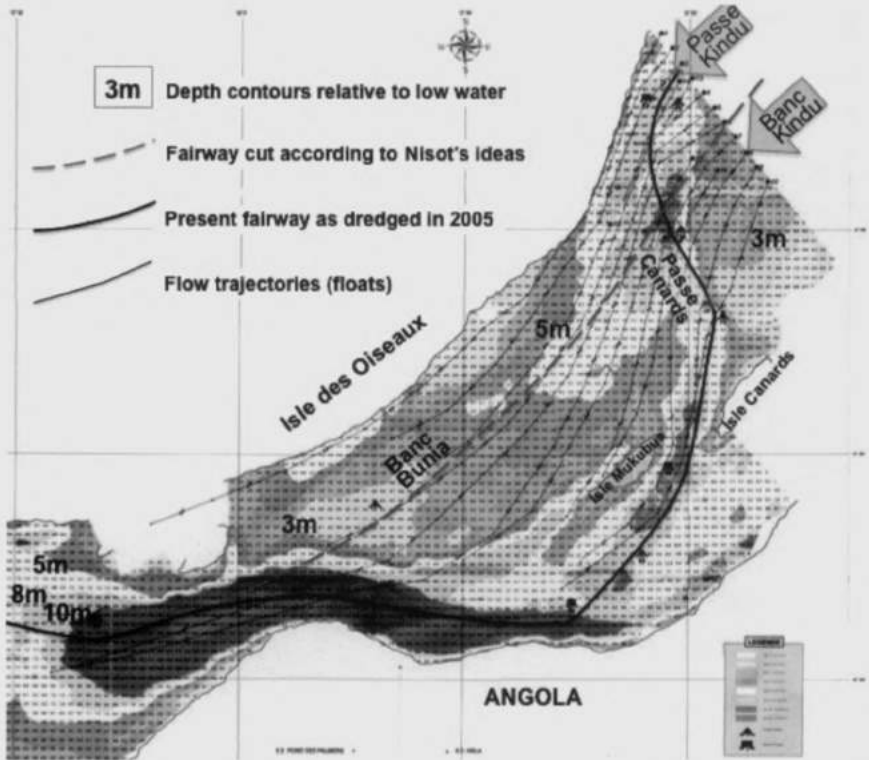 Passe
Kindu
Banc
Kindu
3m Depth contours relative to low water
Fairway cut according to Nisot's ideas
Present fairway as dredged in 2005
Flow trajectories (floats)
3m
Passe
Canards
5m
Isle des Oiseaux
Isle Canards
Banc
Bunia
Isle Mukubua
3m
5m
8m
10m
ANGOLA